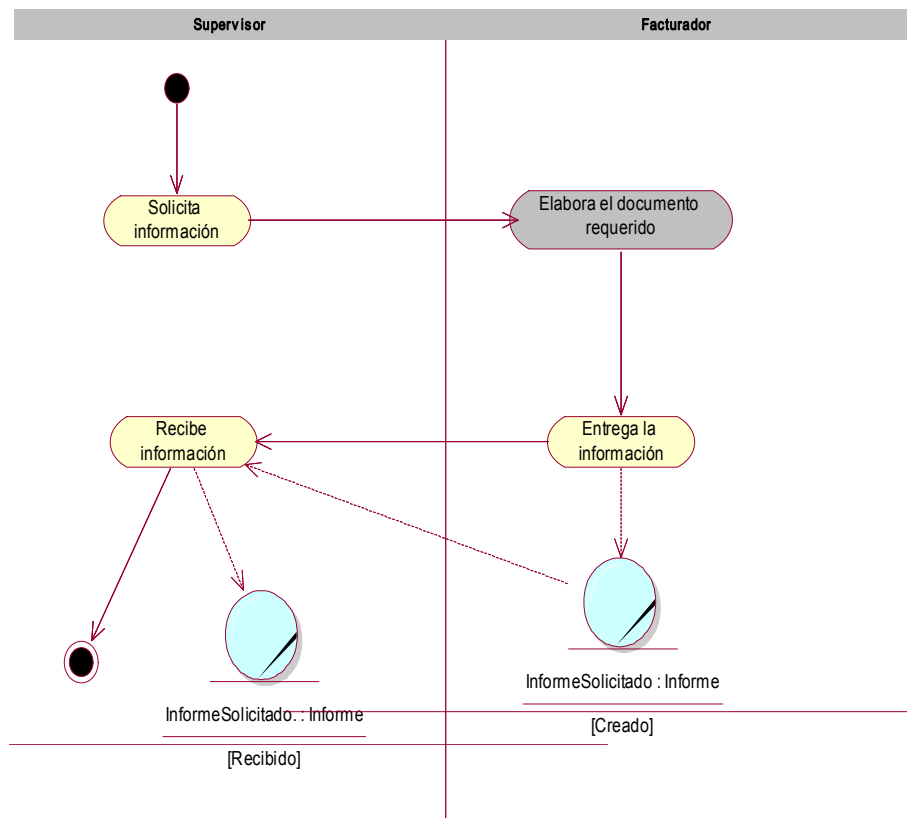 Supervisor
Facturador
Solicita
información
Elabora el documento
requerido
Recibe
información
Entrega la
información
InformeSolicitado : Informe
[Creado]
InformeSolicitado. : Informe
[Recibido]